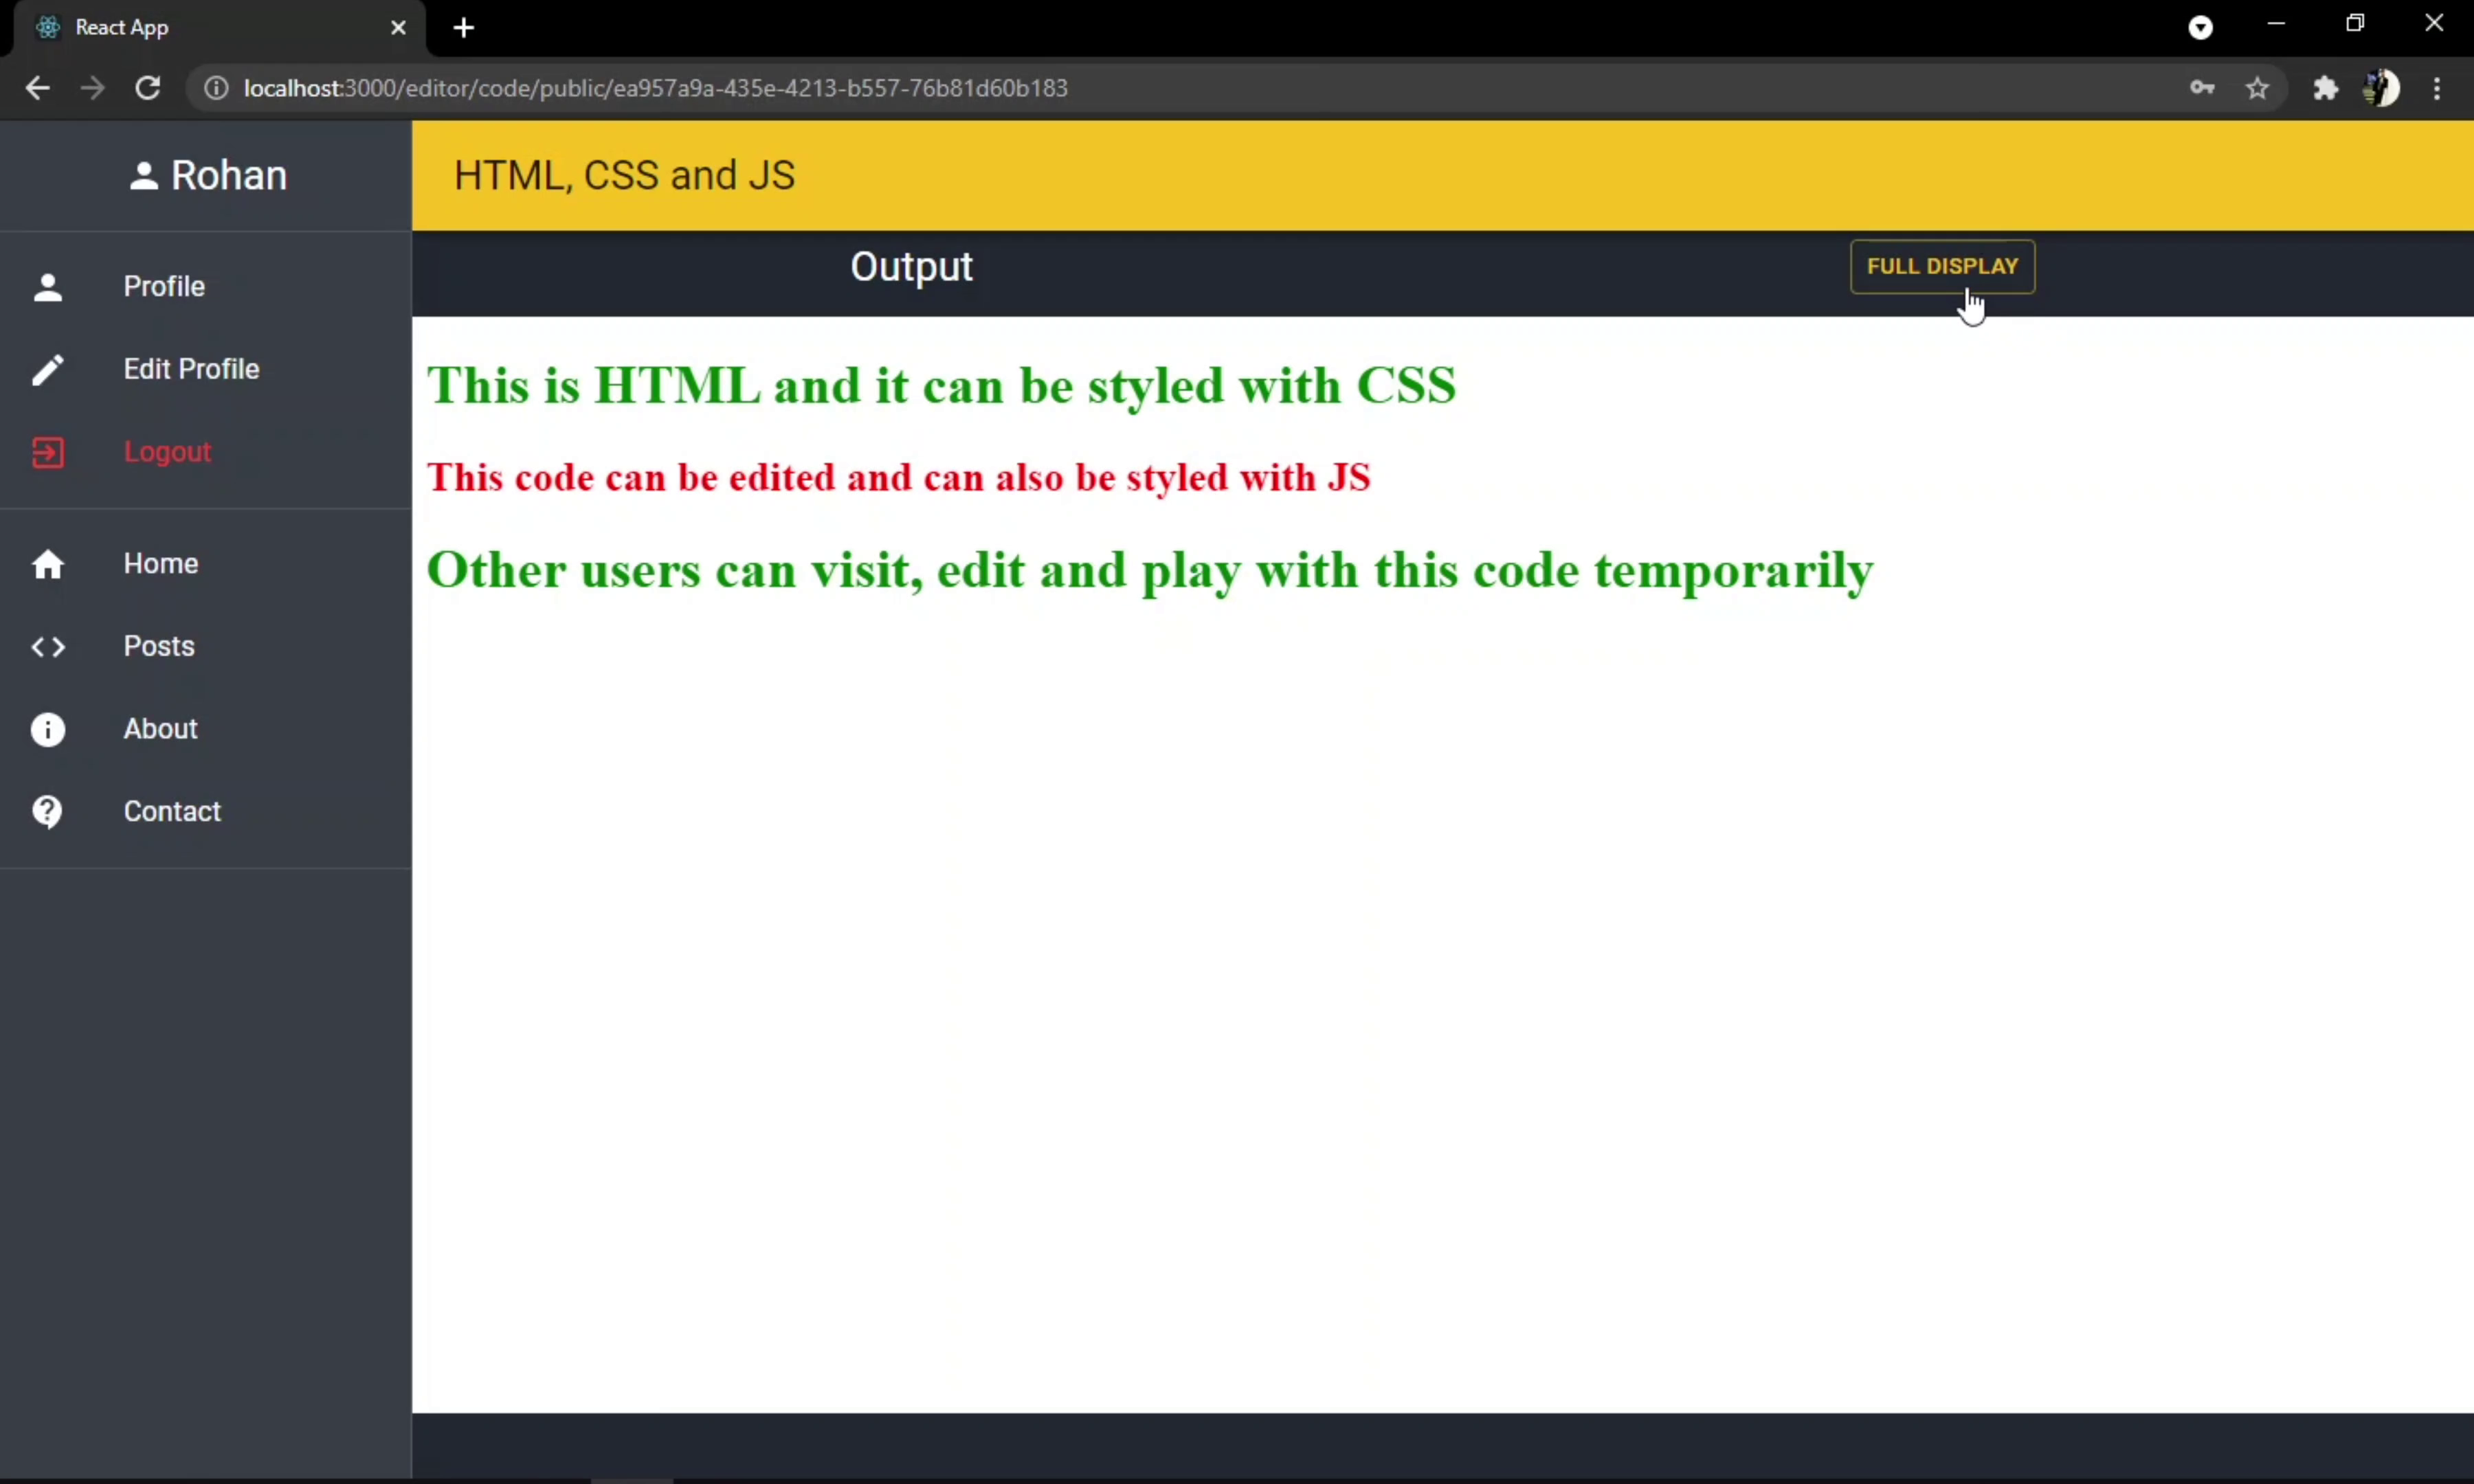 React App
localhost:3000/editor/code/public/ea957a9a-435e-4213-b557-76b81d60b183
Rohan
HTML, CSS and JS
Output
FULL DISPLAY
Profile
Edit Profile
Logout
Home
Posts
About
Contact
This is HTML and it can be styled with CSS
This code can be edited and can also be styled with JS
Other users can visit, edit and play with this code temporarily